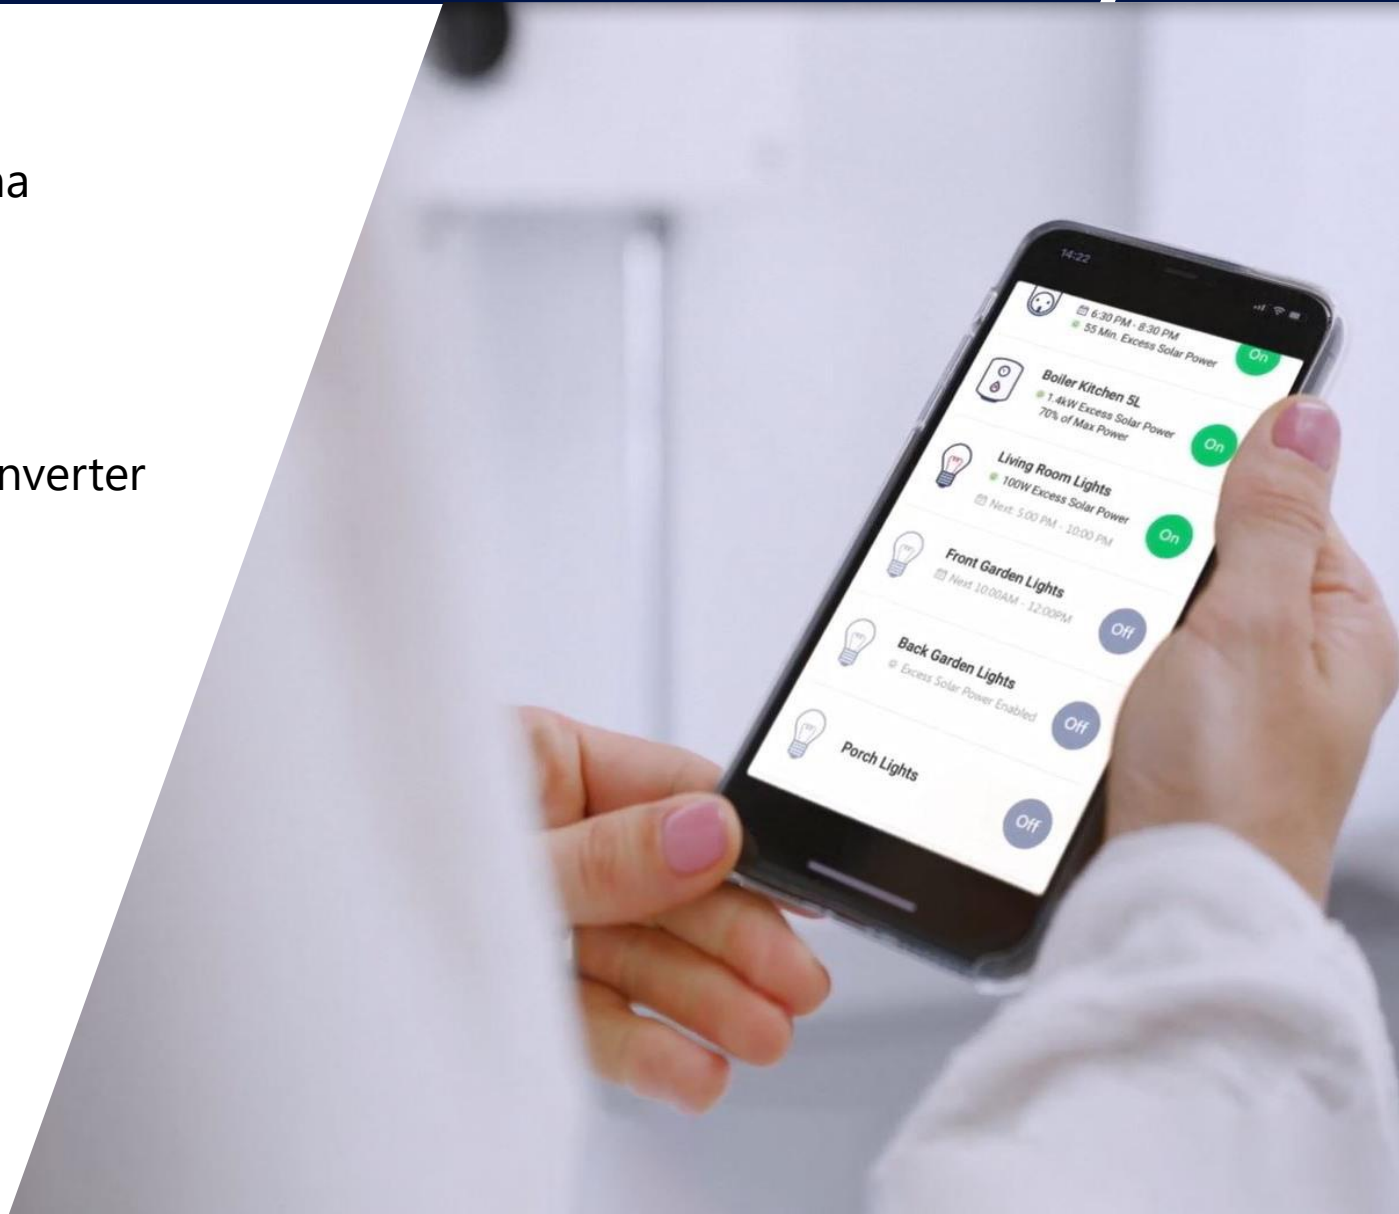 na
nverter
14:22
6:30 PM - 8:30 PM
55 Min. Excess Solar Power
On
Boiler Kitchen 5L
1.4kW Excess Solar Power
70% of Max Power
On
Living Room Lights
100W Excess Solar Power
Next: 5:00 PM - 10:00 PM
On
Front Garden Lights
Next 10:00AM - 12:00PM
Off
Back Garden Lights
Excess Solar Power Enabled
Off
Porch Lights
Off